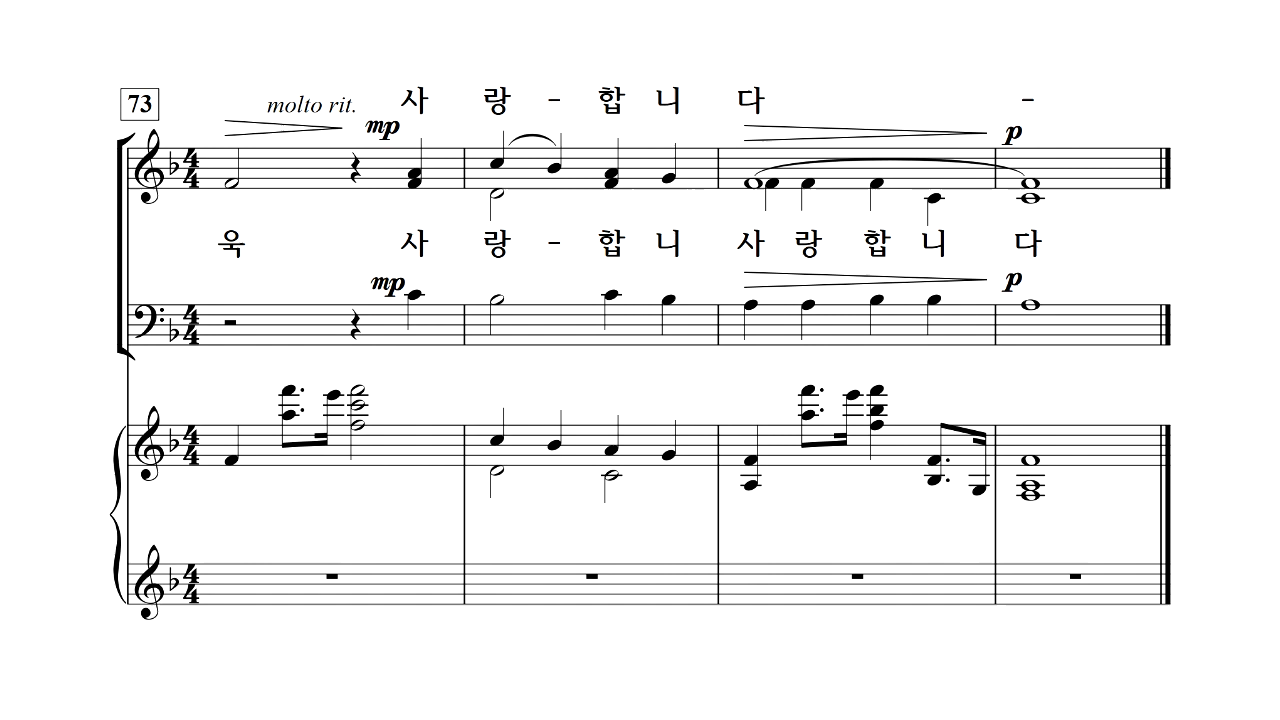 73 molto rit. 사 랑 - 합 니 다 -
mp p
욱 사 랑 - 합 니 사 랑 합 니 다
mp p